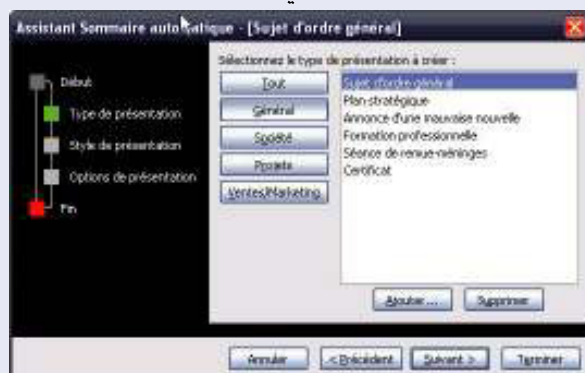 Assistant Sommaire automatique - [Sujet d'ordre général]
Sélectionnez le type de présentation à créer :
Début
Type de présentation
Style de présentation
Options de présentation
Fin
Tout
Général
Société
Projets
Ventes/Marketing
Sujet d'ordre général
Plan stratégique
Annonce d'une mauvaise nouvelle
Formation professionnelle
Séance de remue-méninges
Certificat
Ajouter ...
Supprimer
Annuler
< Précédent
Suivant >
Terminer